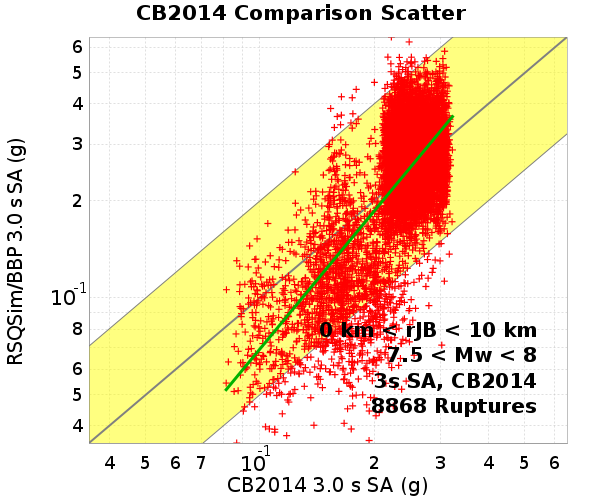 CB2014 Comparison Scatter
RSQSim/BBP 3.0 s SA (g)
6
5
4
3
2
10-1
8
6
5
4
0 km < rJB < 10 km
7.5 < Mw < 8
3s SA, CB2014
8868 Ruptures
4 5 6 7 10-1 2 3 4 5 6
CB2014 3.0 s SA (g)